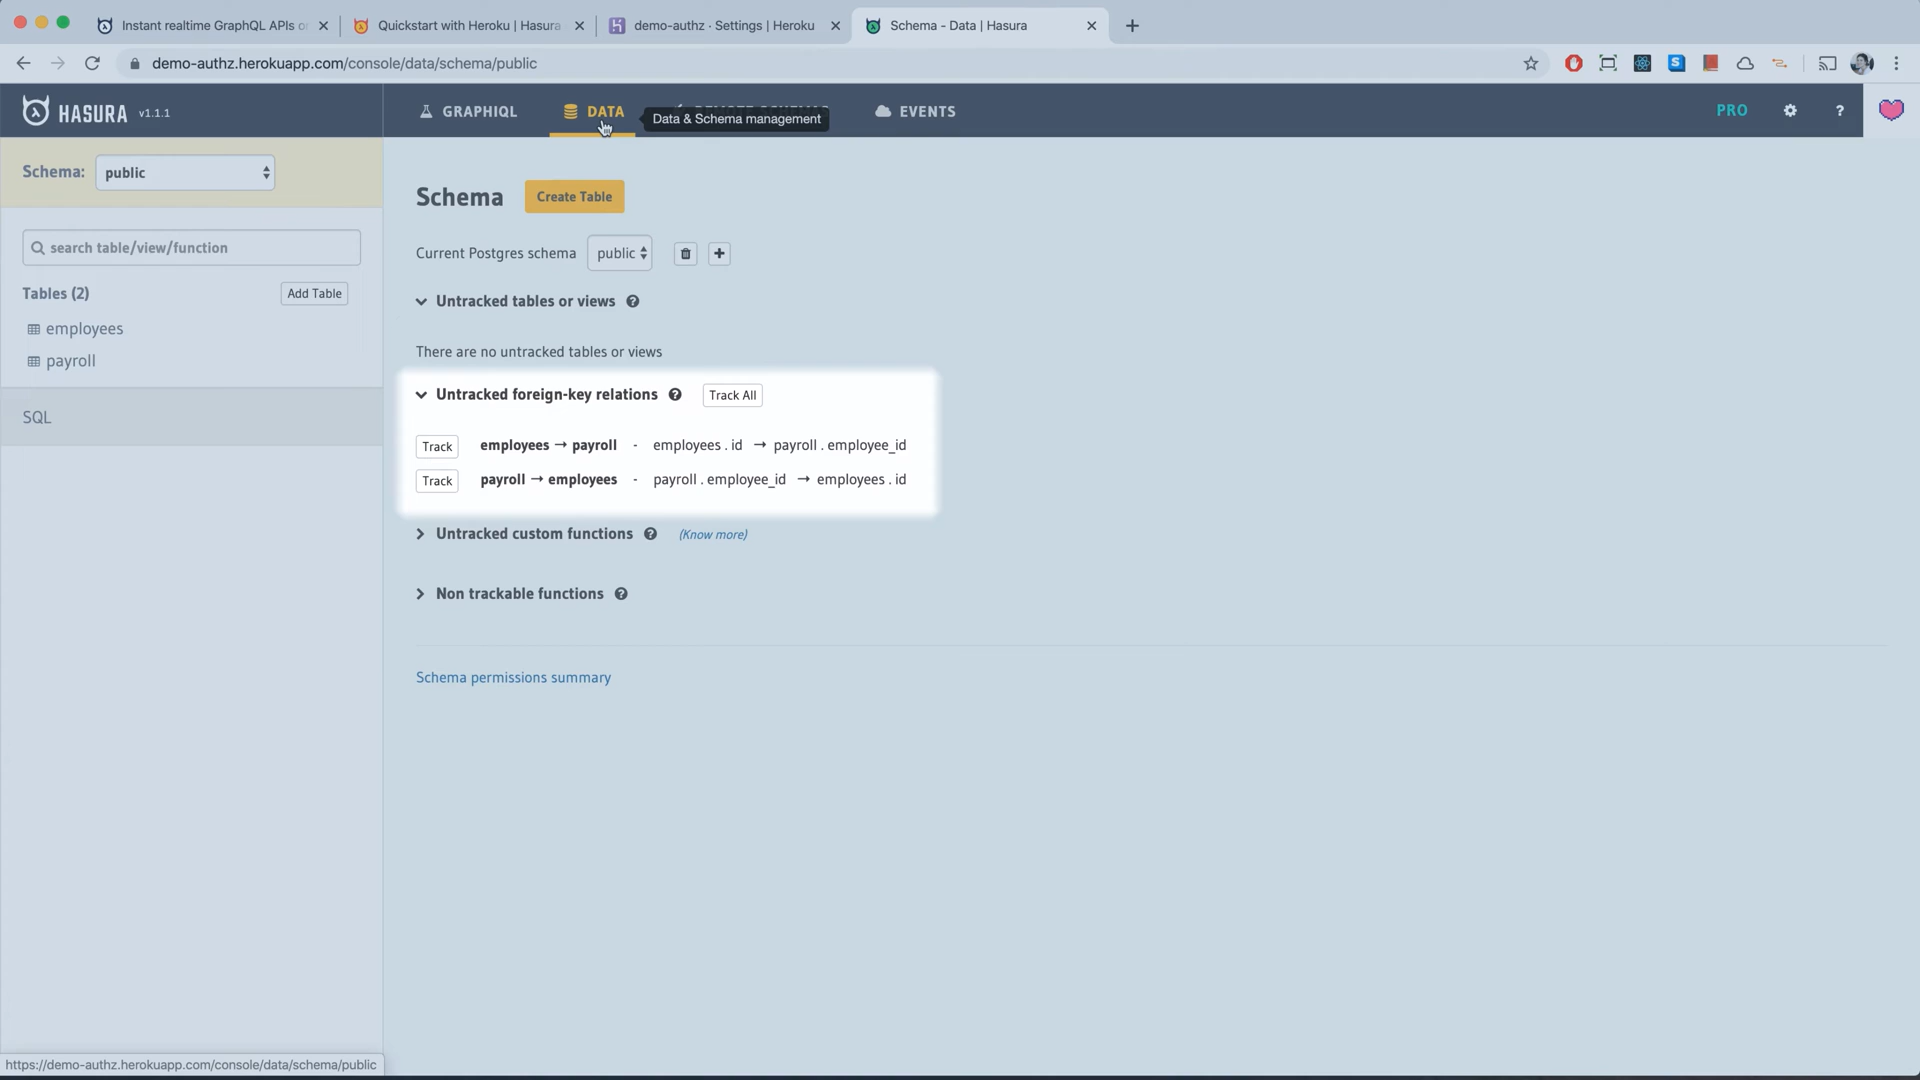 Instant realtime GraphQL APIs o
Quickstart with Heroku | Hasura
demo-authz · Settings | Heroku
Schema - Data | Hasura
demo-authz.herokuapp.com/console/data/schema/public
HASURA v1.1.1
GRAPHIQL
DATA
Data & Schema management
EVENTS
PRO
?
Schema: public
search table/view/function
Tables (2) Add Table
employees
payroll
SQL
Schema Create Table
Current Postgres schema public
Untracked tables or views
There are no untracked tables or views
Untracked foreign-key relations Track All
Track employees → payroll - employees . id → payroll . employee_id
Track payroll → employees - payroll . employee_id → employees . id
Untracked custom functions (Know more)
Non trackable functions
Schema permissions summary
https://demo-authz.herokuapp.com/console/data/schema/public